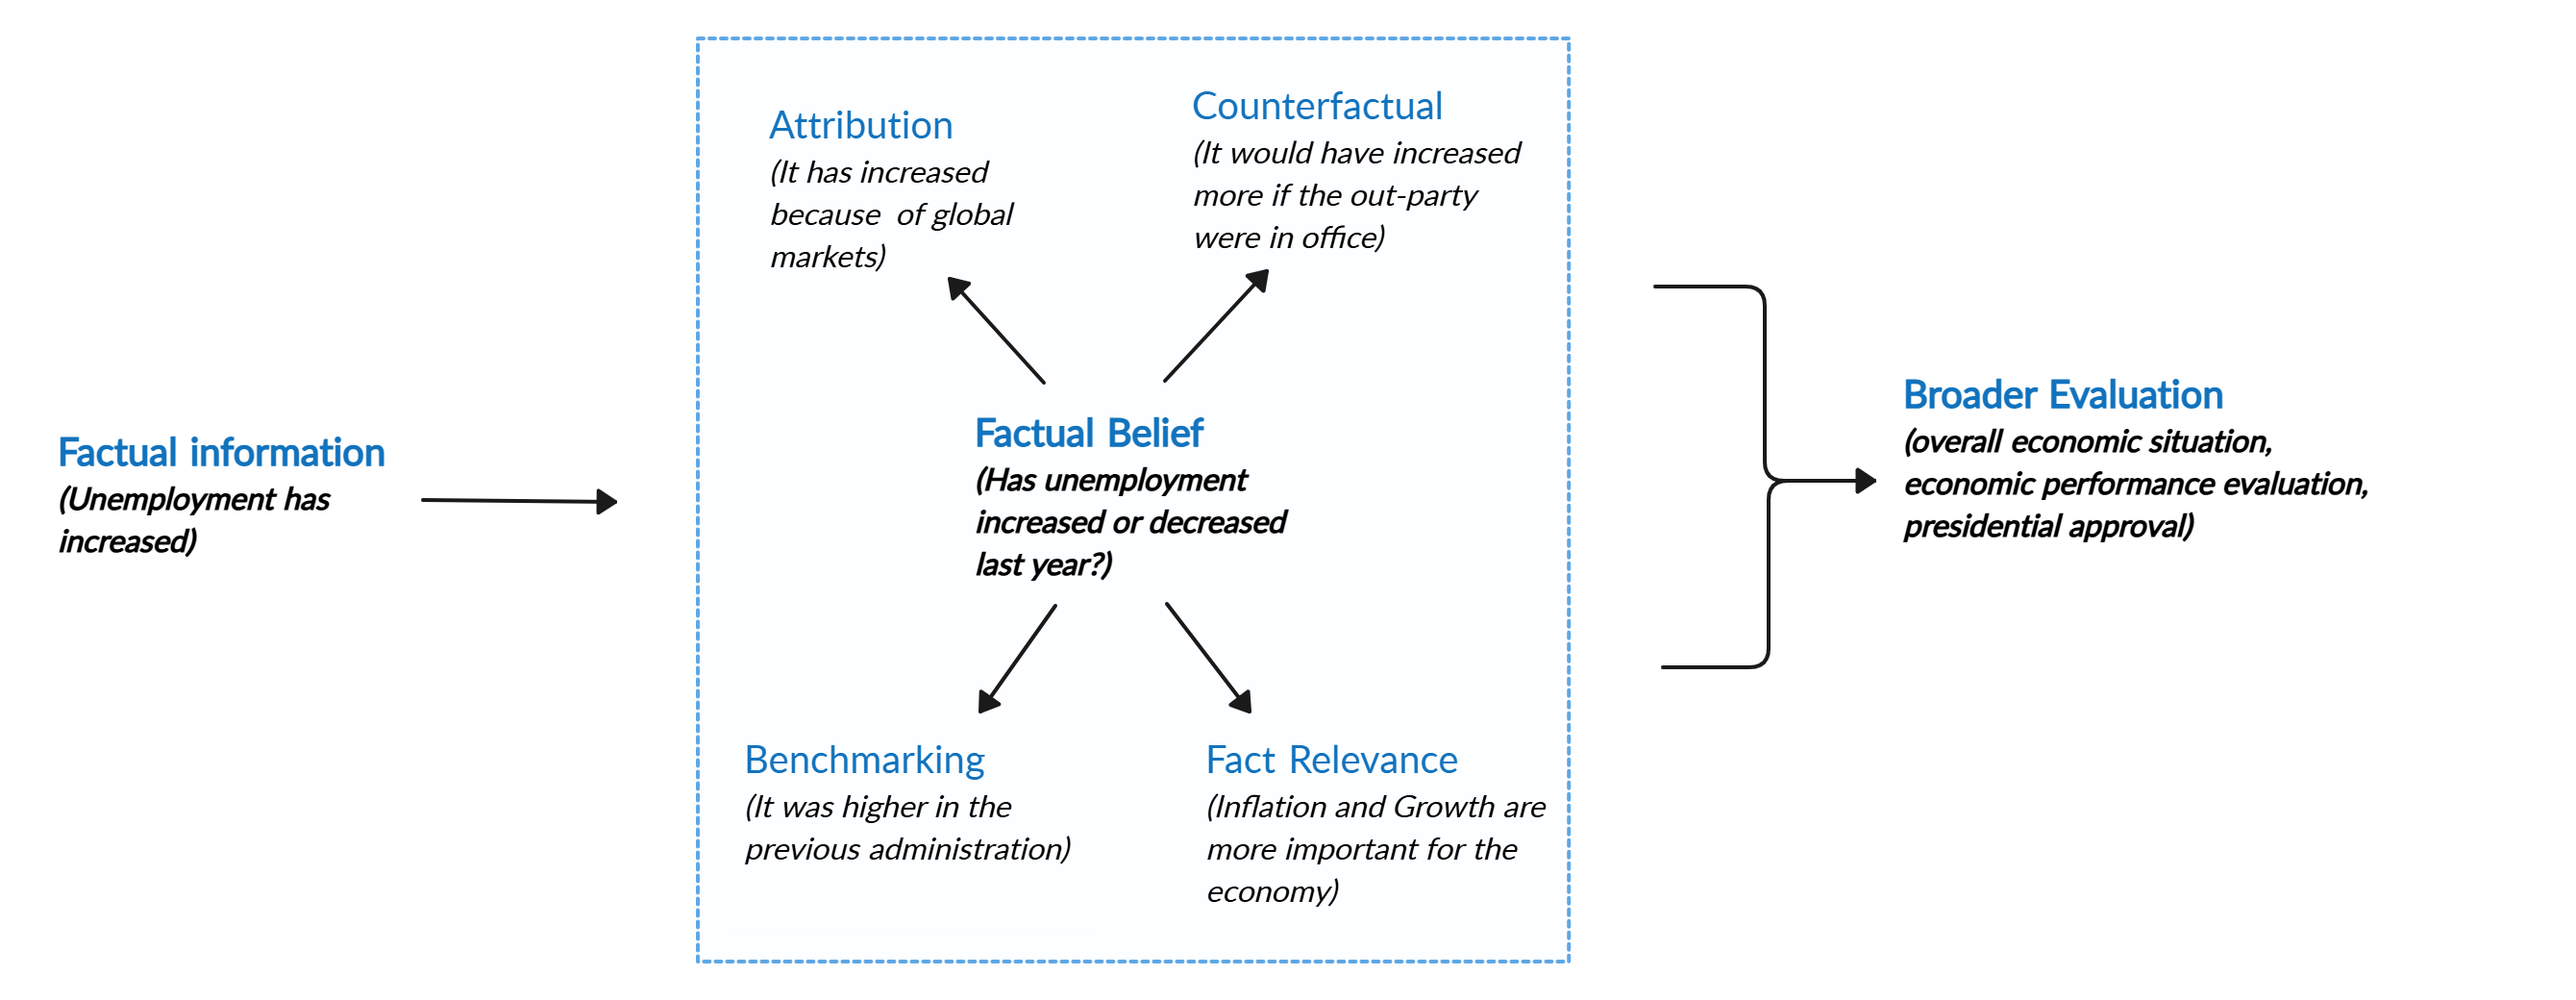 Factual information
(Unemployment has
increased)
Attribution
(It has increased
because of global
markets)
Counterfactual
(It would have increased
more if the out-party
were in office)
Factual Belief
(Has unemployment
increased or decreased
last year?)
Benchmarking
(It was higher in the
previous administration)
Fact Relevance
(Inflation and Growth are
more important for the
economy)
Broader Evaluation
(overall economic situation,
economic performance evaluation,
presidential approval)